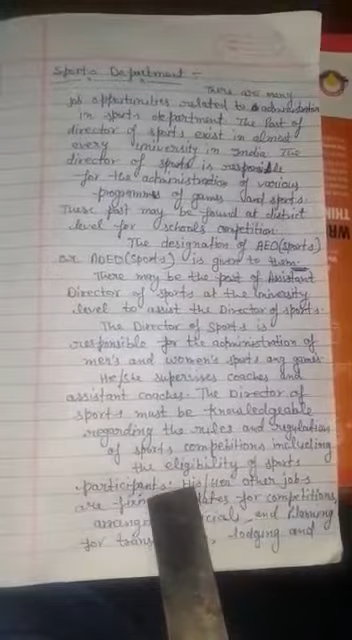 Sports Department :-
There are many
job oppprtunities related to administration
in sports department. The Post of
director of sports exist in almost
every university in India. The
director of sports is responsible
for the administration of various
programmes of games and sports.
These post may be found at district
level for schools competition.
The designation of AEO (sports)
or ADEO (sports) is given to them.
There may be the post of Assistant
Director of sports at the university
level to assist the Director of sports.
The Director of sports is
responsible for the administration of
men's and women's sports and games
He/she supervises coaches and
assistant coaches. The Director of
sports must be knowledgeable
regarding the rules and regulations
of sports competitions including
the eligibility of sports
participants. His/Her other jobs
are dates for competitions,
and Planning
for lodging and
THIN